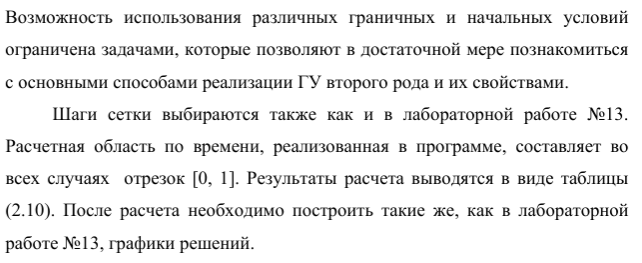 Возможность использования различных граничных и начальных условий
ограничена задачами, которые позволяют в достаточной мере познакомиться
с основными способами реализации ГУ второго рода и их свойствами.
Шаги сетки выбираются также как и в лабораторной работе №13.
Расчетная область по времени, реализованная в программе, составляет во
всех случаях отрезок [0, 1]. Результаты расчета выводятся в виде таблицы
(2.10). После расчета необходимо построить такие же, как в лабораторной
работе №13, графики решений.